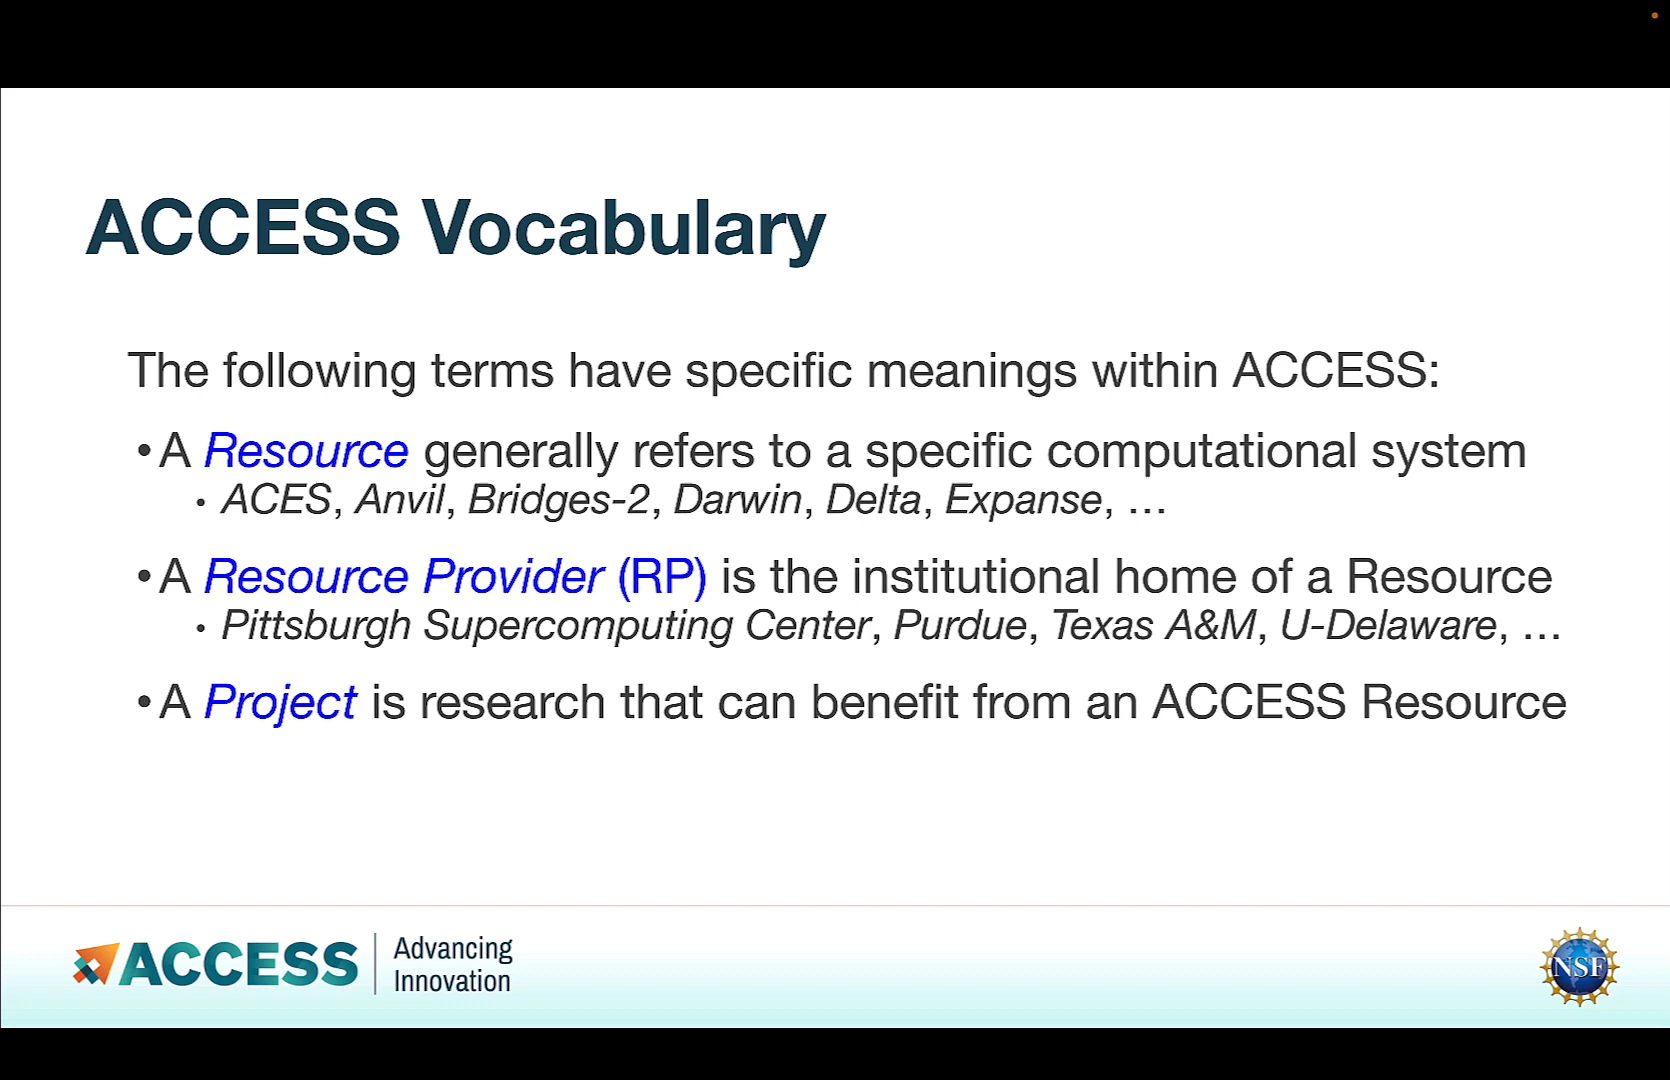 ACCESS Vocabulary
The following terms have specific meanings within ACCESS:
•A Resource generally refers to a specific computational system
• ACES, Anvil, Bridges-2, Darwin, Delta, Expanse, …
•A Resource Provider (RP) is the institutional home of a Resource
• Pittsburgh Supercomputing Center, Purdue, Texas A&M, U-Delaware, …
•A Project is research that can benefit from an ACCESS Resource
ACCESS
Advancing
Innovation
NSF